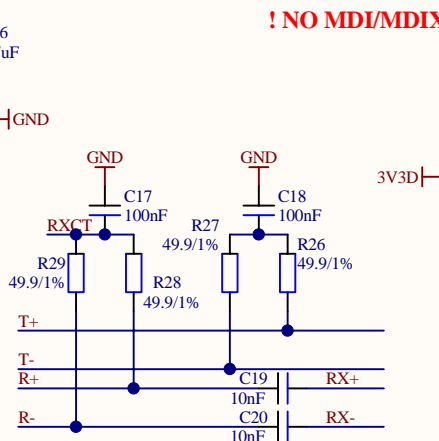 ! NO MDI/MDIX
6
uF
GND
GND
GND
3V3D
C17
100nF
C18
100nF
RXCT
R27
49.9/1%
R26
49.9/1%
R29
49.9/1%
R28
49.9/1%
T+
T-
R+
C19
10nF
RX+
R-
C20
10nF
RX-